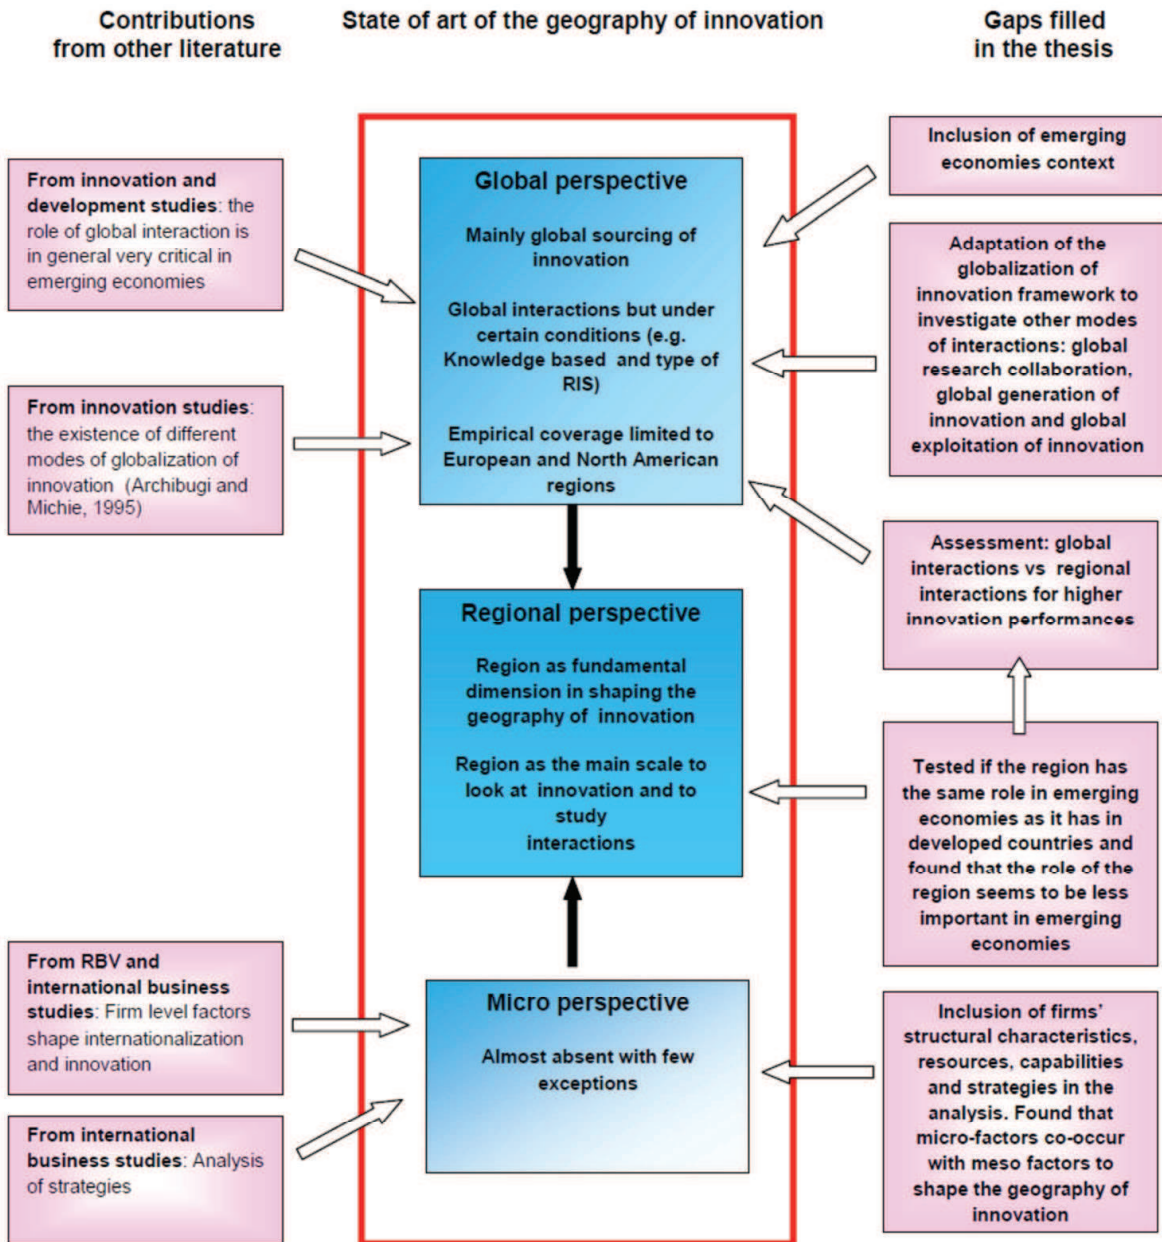 Contributions
from other literature
State of art of the geography of innovation
Gaps filled
in the thesis
From innovation and
development studies: the
role of global interaction is
in general very critical in
emerging economies
From innovation studies:
the existence of different
modes of globalization of
innovation (Archibugi and
Michie, 1995)
From RBV and
international business
studies: Firm level factors
shape internationalization
and innovation
From international
business studies: Analysis
of strategies
Global perspective
Mainly global sourcing of
innovation
Global interactions but under
certain conditions (e.g.
Knowledge based and type of
RIS)
Empirical coverage limited to
European and North American
regions
Regional perspective
Region as fundamental
dimension in shaping the
geography of innovation
Region as the main scale to
look at innovation and to
study
interactions
Micro perspective
Almost absent with few
exceptions
Inclusion of emerging
economies context
Adaptation of the
globalization of
innovation framework to
investigate other modes
of interactions: global
research collaboration,
global generation of
innovation and global
exploitation of innovation
Assessment: global
interactions vs regional
interactions for higher
innovation performances
Tested if the region has
the same role in emerging
economies as it has in
developed countries and
found that the role of the
region seems to be less
important in emerging
economies
Inclusion of firms'
structural characteristics,
resources, capabilities
and strategies in the
analysis. Found that
micro-factors co-occur
with meso factors to
shape the geography of
innovation